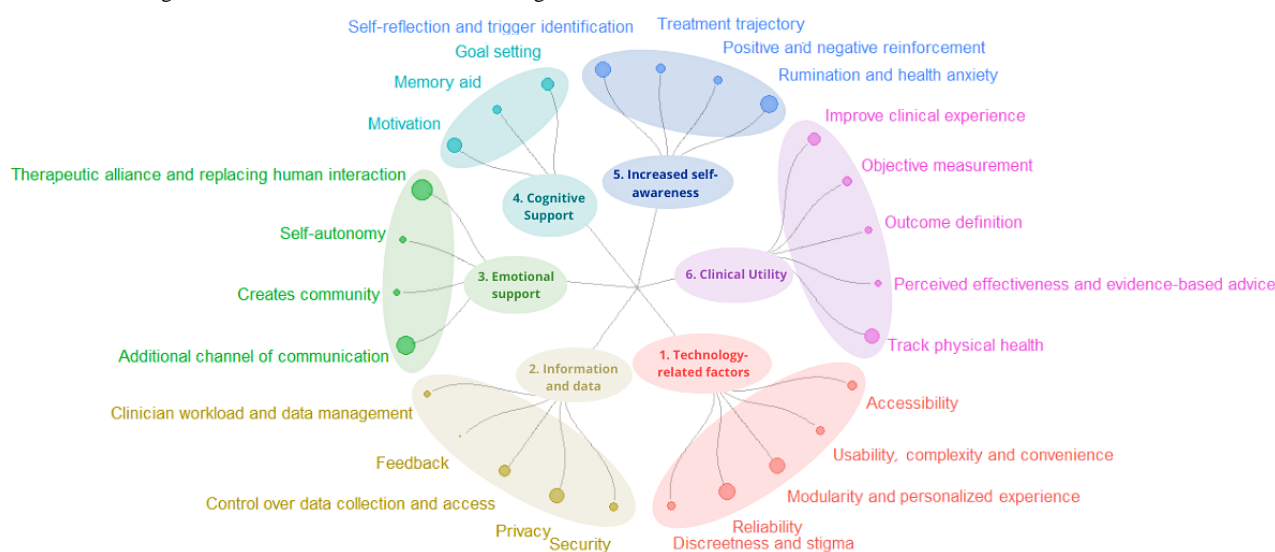 Self-reflection and trigger identification
Treatment trajectory
Goal setting
Positive and negative reinforcement
Memory aid
Rumination and health anxiety
Motivation
Improve clinical experience
Therapeutic alliance and replacing human interaction
5. Increased self-
awareness
Objective measurement
4. Cognitive
Support
Self-autonomy
Outcome definition
3. Emotional
support
6. Clinical Utility
Creates community
Perceived effectiveness and evidence-based advice
Additional channel of communication
Track physical health
2. Information
and data
1. Technology-
related factors
Clinician workload and data management
Accessibility
Feedback
Usability, complexity and convenience
Control over data collection and access
Modularity and personalized experience
Privacy
Reliability
Security
Discreetness and stigma